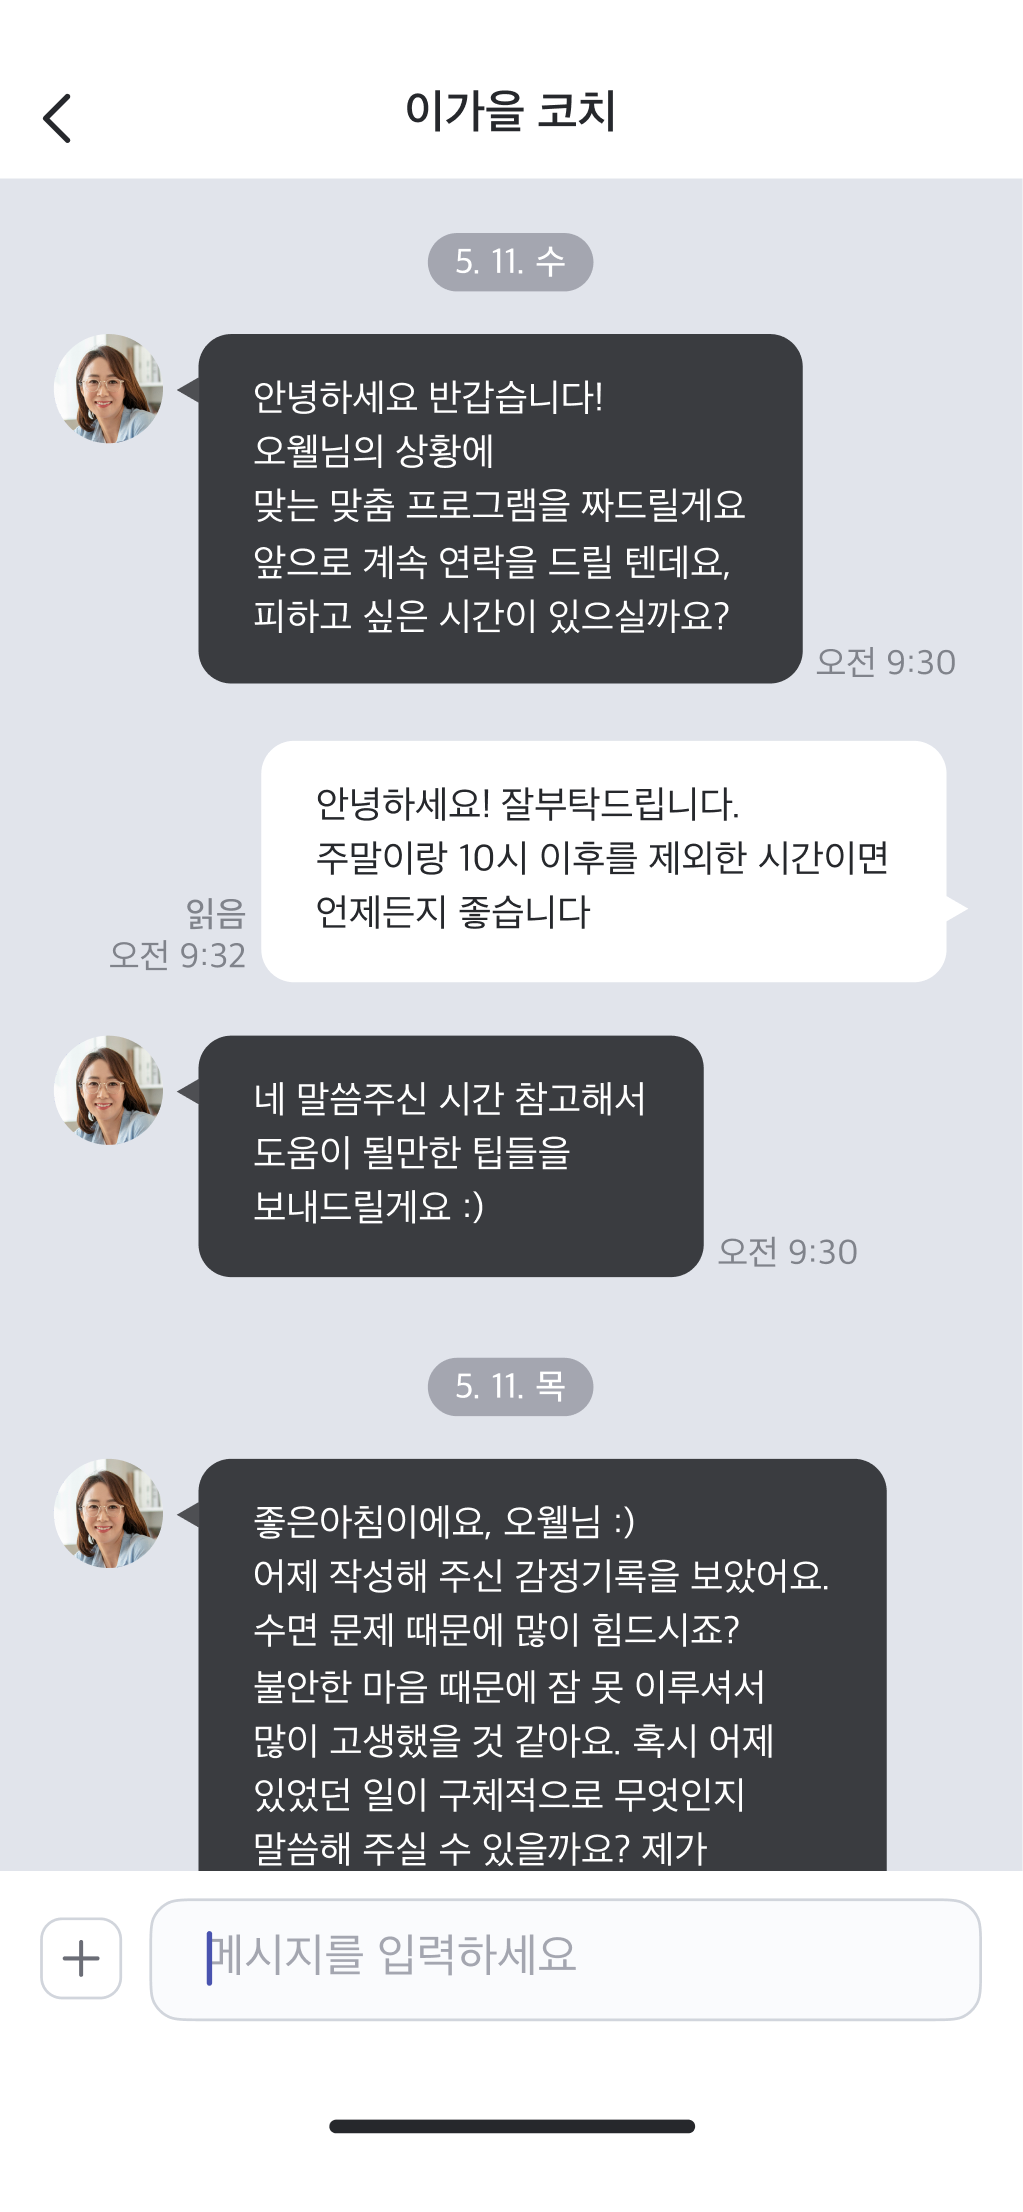 이가을 코치
5. 11. 수
안녕하세요 반갑습니다!
오웰님의 상황에
맞는 맞춤 프로그램을 짜드릴게요
앞으로 계속 연락을 드릴 텐데요,
피하고 싶은 시간이 있으실까요?
오전 9:30
안녕하세요! 잘부탁드립니다.
주말이랑 10시 이후를 제외한 시간이면
언제든지 좋습니다
읽음
오전 9:32
네 말씀주신 시간 참고해서
도움이 될만한 팁들을
보내드릴게요 :)
오전 9:30
5. 11. 목
좋은아침이에요, 오웰님 :)
어제 작성해 주신 감정기록을 보았어요.
수면 문제 때문에 많이 힘드시죠?
불안한 마음 때문에 잠 못 이루셔서
많이 고생했을 것 같아요. 혹시 어제
있었던 일이 구체적으로 무엇인지
말씀해 주실 수 있을까요? 제가
메시지를 입력하세요